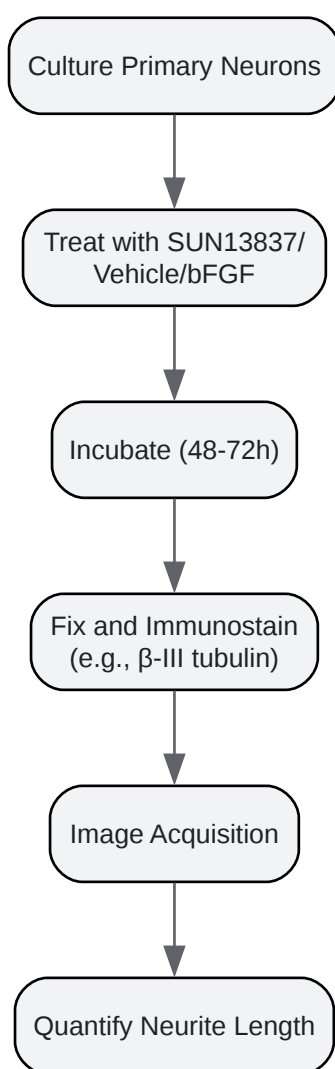 Culture Primary Neurons
Treat with SUN13837/
Vehicle/bFGF
Incubate (48-72h)
Fix and Immunostain
(e.g., β-III tubulin)
Image Acquisition
Quantify Neurite Length